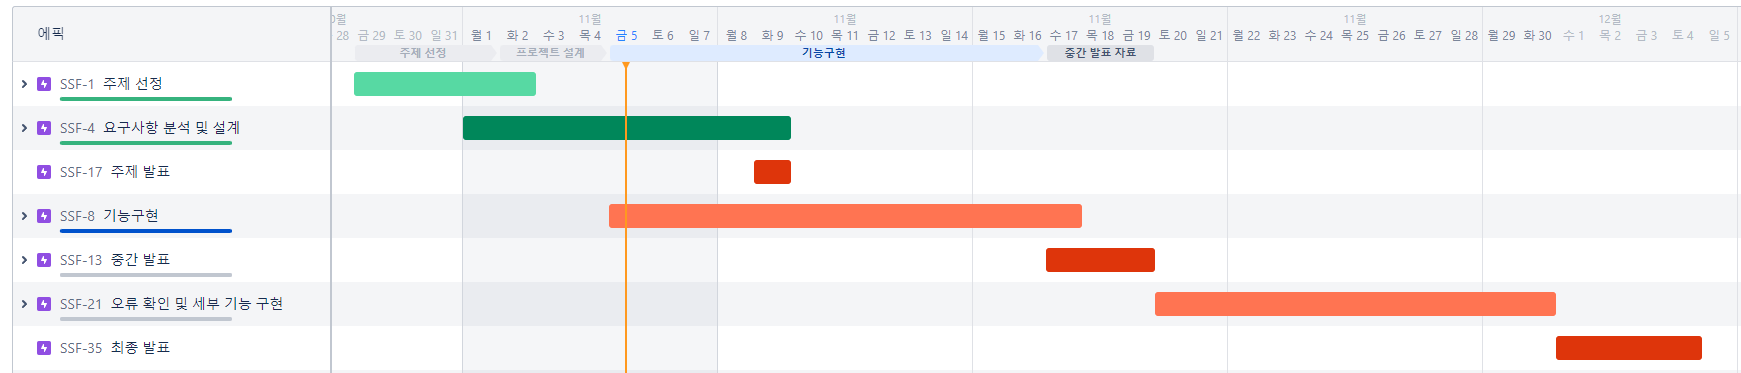 에픽
0월 11월 11월 11월 11월 12월
28 금 29 토 30 일 31 월 1 화 2 수 3 목 4 금 5 토 6 일 7 월 8 화 9 수 10 목 11 금 12 토 13 일 14 월 15 화 16 수 17 목 18 금 19 토 20 일 21 월 22 화 23 수 24 목 25 금 26 토 27 일 28 월 29 화 30 수 1 목 2 금 3 토 4 일 5
주제 선정 프로젝트 설계 기능구현 중간 발표 자료
SSF-1 주제 선정
SSF-4 요구사항 분석 및 설계
SSF-17 주제 발표
SSF-8 기능구현
SSF-13 중간 발표
SSF-21 오류 확인 및 세부 기능 구현
SSF-35 최종 발표